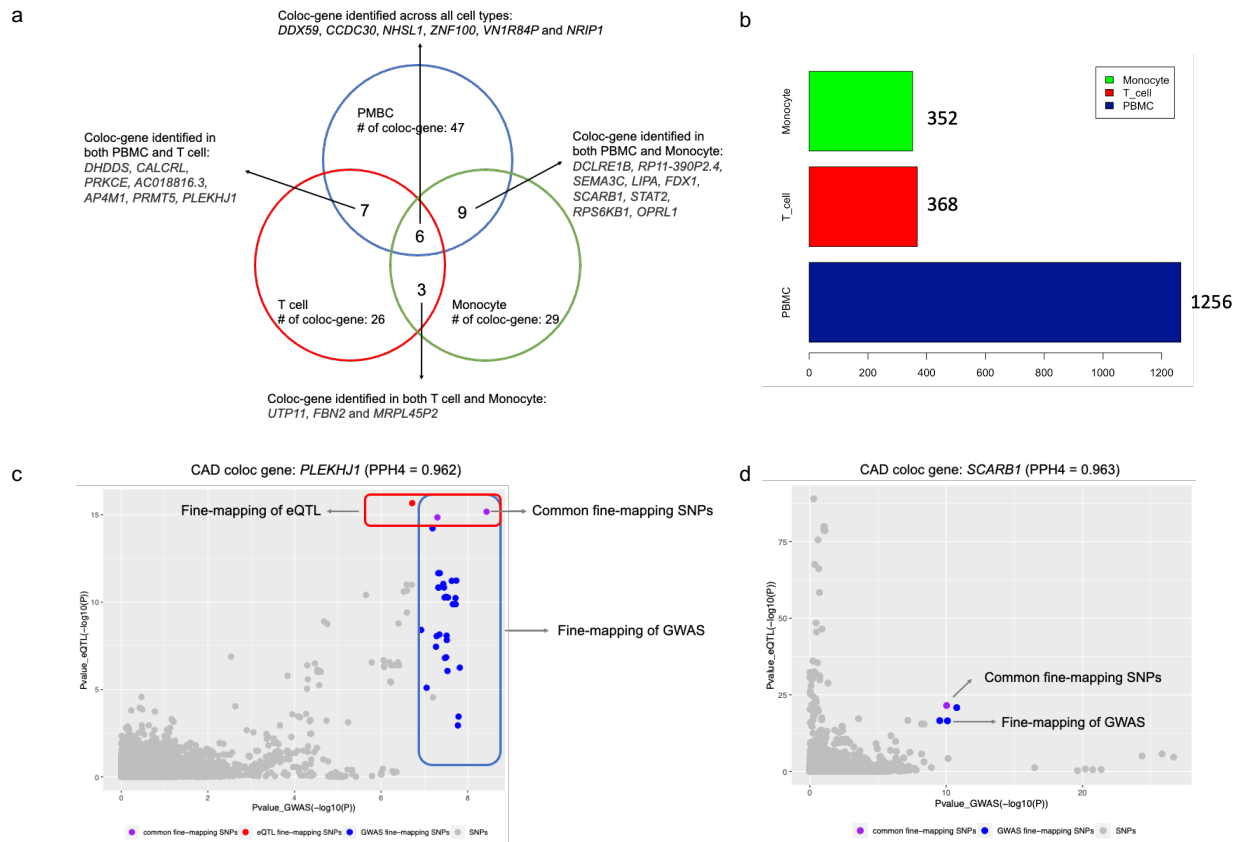 a
Coloc-gene identified across all cell types:
DDX59, CCDC30, NHSL1, ZNF100, VN1R84P and NRIP1
PMBC
# of coloc-gene: 47
Coloc-gene identified in
both PBMC and T cell:
DHDDS, CALCRL,
PRKCE, AC018816.3,
AP4M1, PRMT5, PLEKHJ1
Coloc-gene identified in
both PBMC and Monocyte:
DCLRE1B, RP11-390P2.4,
SEMA3C, LIPA, FDX1,
SCARB1, STAT2,
RPS6KB1, OPRL1
7
9
6
3
T cell
# of coloc-gene: 26
Monocyte
# of coloc-gene: 29
Coloc-gene identified in both T cell and Monocyte:
UTP11, FBN2 and MRPL45P2
b
Monocyte
T_cell
PBMC
Monocyte
T_cell
PBMC
352
368
1256
0 200 400 600 800 1000 1200
c
CAD coloc gene: PLEKHJ1 (PPH4 = 0.962)
Fine-mapping of eQTL
Common fine-mapping SNPs
Fine-mapping of GWAS
Pvalue_eQTL(-log10(P))
15
10
5
0
0 2 4 6 8
Pvalue_GWAS(-log10(P))
common fine-mapping SNPs eQTL fine-mapping SNPs GWAS fine-mapping SNPs SNPs
d
CAD coloc gene: SCARB1 (PPH4 = 0.963)
Common fine-mapping SNPs
Fine-mapping of GWAS
Pvalue_eQTL(-log10(P))
75
50
25
0
0 10 20
Pvalue_GWAS(-log10(P))
common fine-mapping SNPs GWAS fine-mapping SNPs SNPs